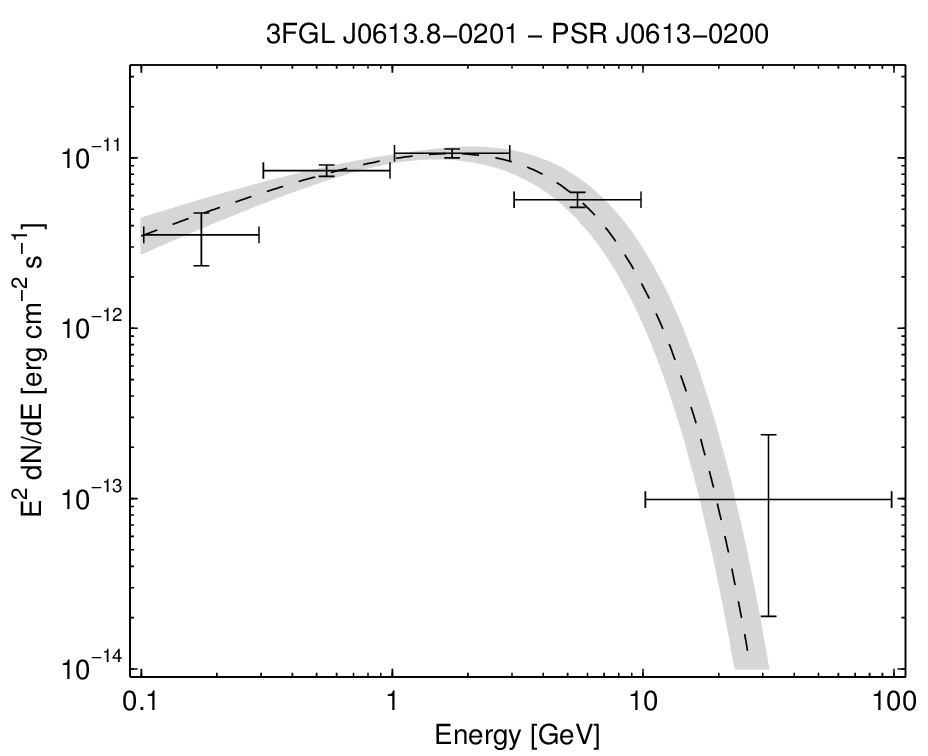 3FGL J0613.8−0201 − PSR J0613−0200
E² dN/dE [erg cm⁻² s⁻¹]
10⁻¹¹
10⁻¹²
10⁻¹³
10⁻¹⁴
0.1 1 10 100
Energy [GeV]